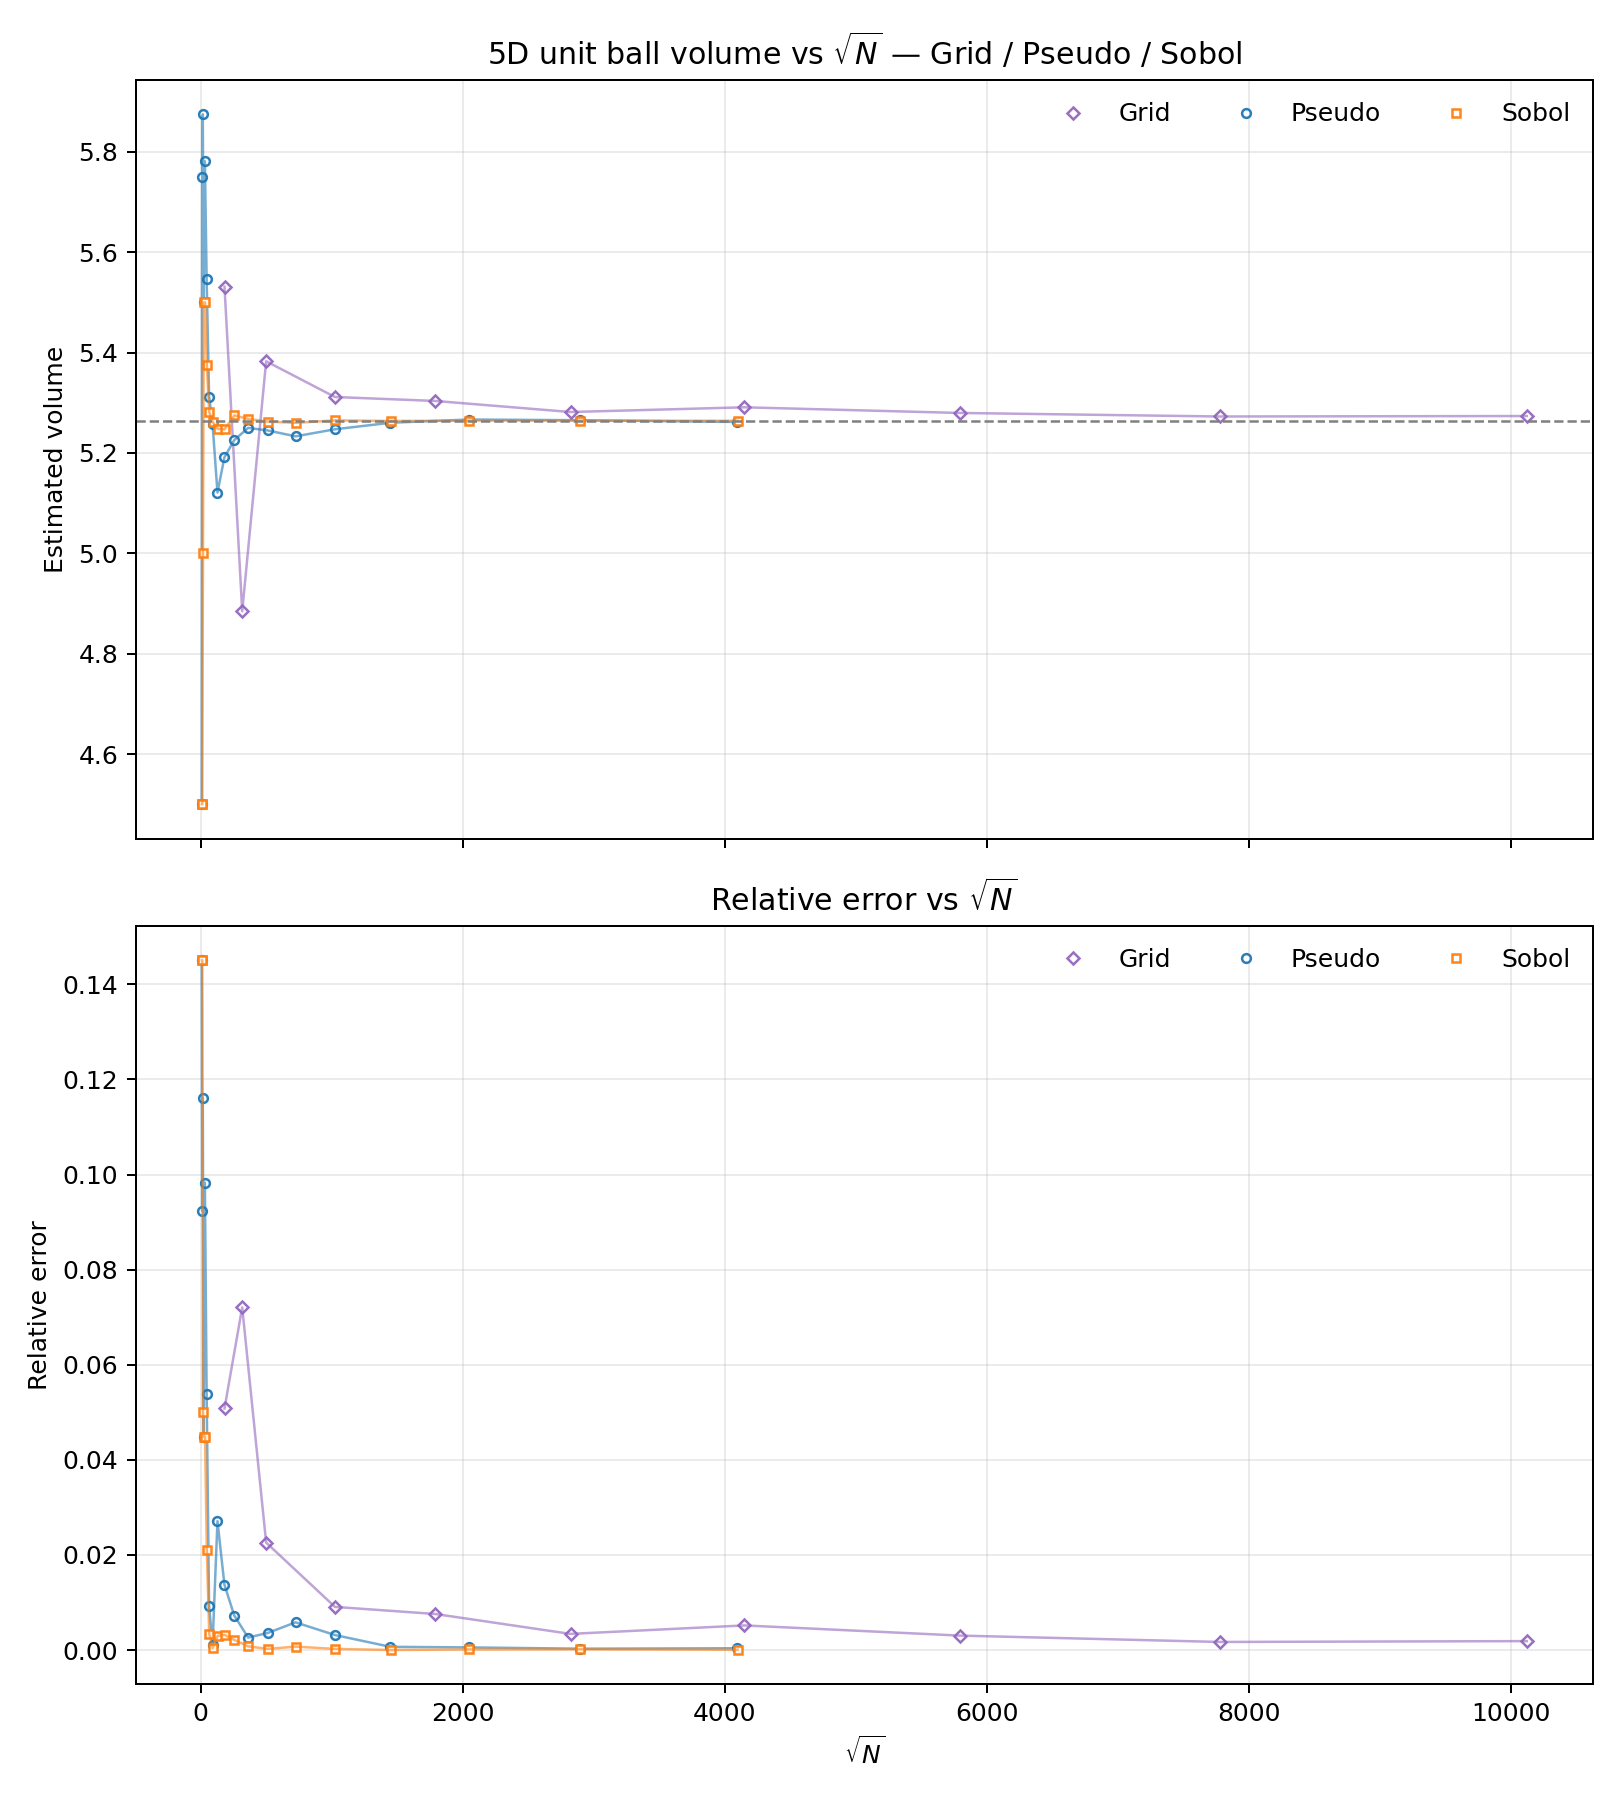 5D unit ball volume vs √N — Grid / Pseudo / Sobol
Grid Pseudo Sobol
5.8
5.6
5.4
5.2
5.0
4.8
4.6
Estimated volume
Relative error vs √N
Grid Pseudo Sobol
0.14
0.12
0.10
0.08
0.06
0.04
0.02
0.00
Relative error
0 2000 4000 6000 8000 10000
√N